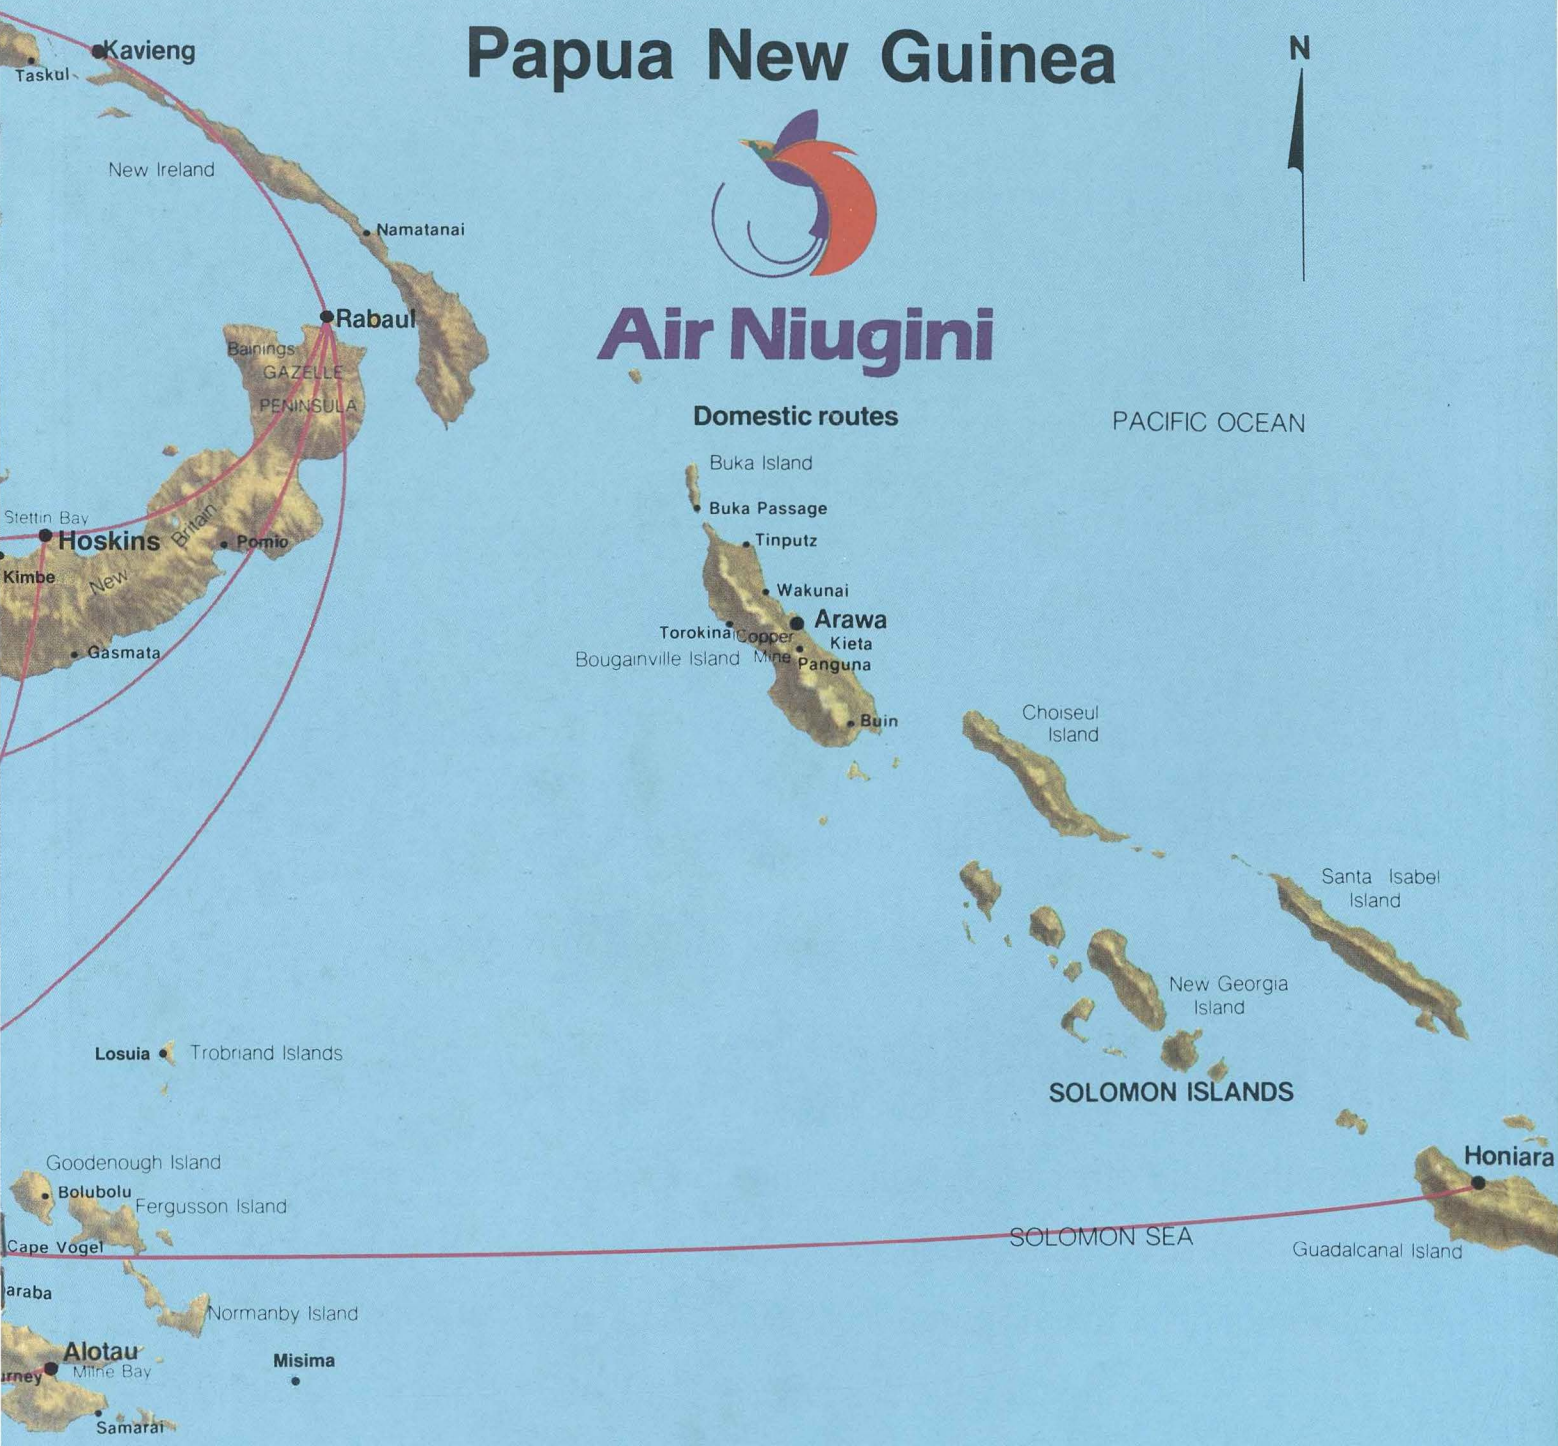 Papua New Guinea
N
Kavieng
Taskul
New Ireland
Namatanai
Rabaul
Air Niugini
Bainings
GAZELLE
PENINSULA
Domestic routes
PACIFIC OCEAN
Buka Island
Buka Passage
Stettin Bay
Hoskins
New Britain
Pomio
Tinputz
Kimbe
Wakunai
Arawa
Gasmata
Torokina
Copper
Mine
Kieta
Bougainville Island
Panguna
Buin
Choiseul
Island
Santa Isabel
Island
New Georgia
Island
Losuia
Trobriand Islands
SOLOMON ISLANDS
Goodenough Island
Honiara
Bolubolu
Fergusson Island
SOLOMON SEA
Cape Vogel
Guadalcanal Island
araba
Normanby Island
Alotau
Misima
Milne Bay
urney
Samarai